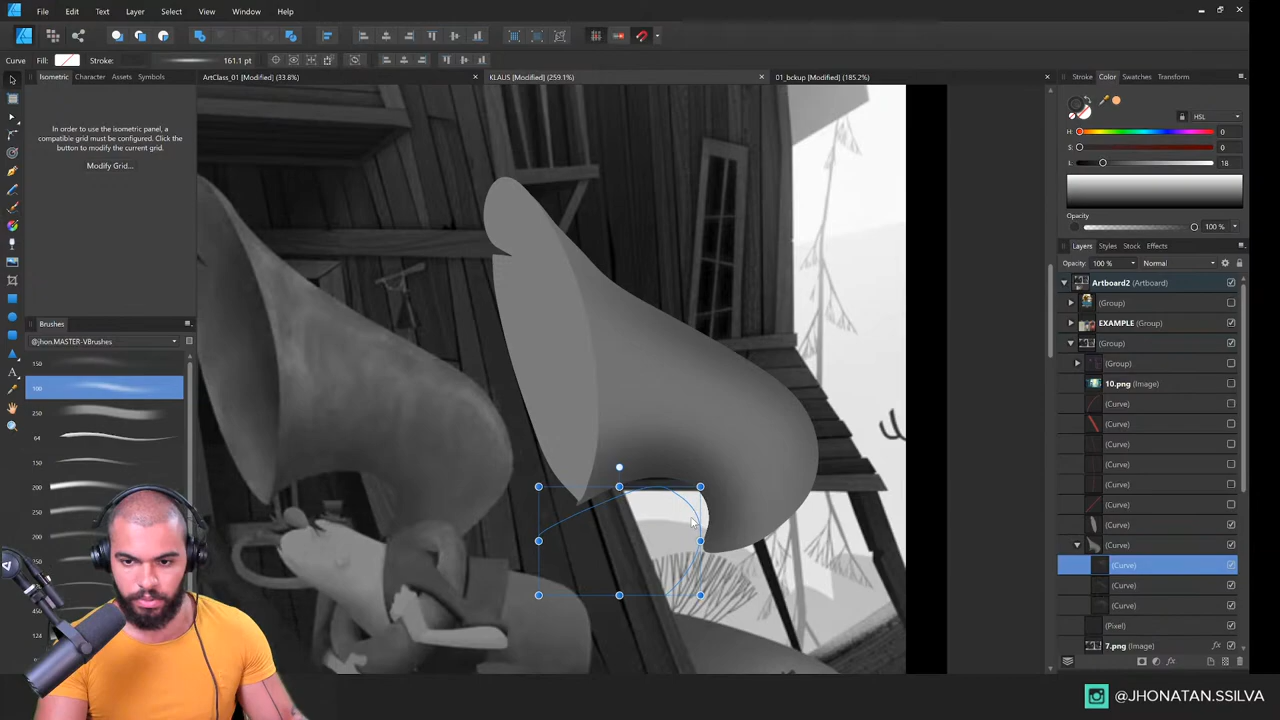 File Edit Text Layer Select View Window Help
Curve Fill: Stroke: 161.1 pt
Isometric Character Assets Symbols
In order to use the isometric panel, a
compatible grid must be configured. Click the
button to modify the current grid.
Modify Grid...
ArtClass_01 [Modified] (33.8%)
KLAUS [Modified] (259.1%)
01_bckup [Modified] (185.2%)
Brushes
@jhon.MASTER-VBrushes
150
100
250
64
150
200
124
Stroke Color Swatches Transform
HSL
H: 0
S: 0
L: 18
Opacity
100 %
Layers Styles Stock Effects
Opacity: 100 % Normal
Artboard2 (Artboard)
(Group)
EXAMPLE (Group)
(Group)
(Group)
10.png (Image)
(Curve)
(Curve)
(Curve)
(Curve)
(Curve)
(Curve)
(Curve)
(Curve)
(Curve)
(Curve)
(Curve)
(Pixel)
7.png (Image) fx
@JHONATAN.SSILVA